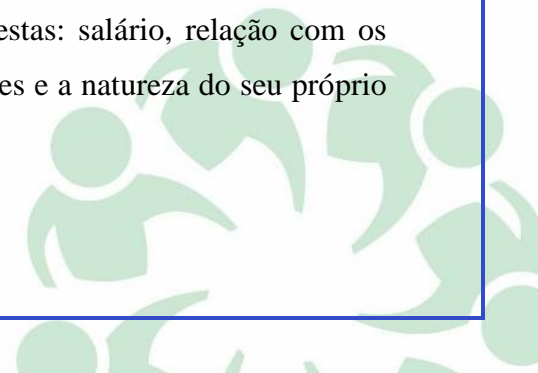 estas: salário, relação com os
es e a natureza do seu próprio